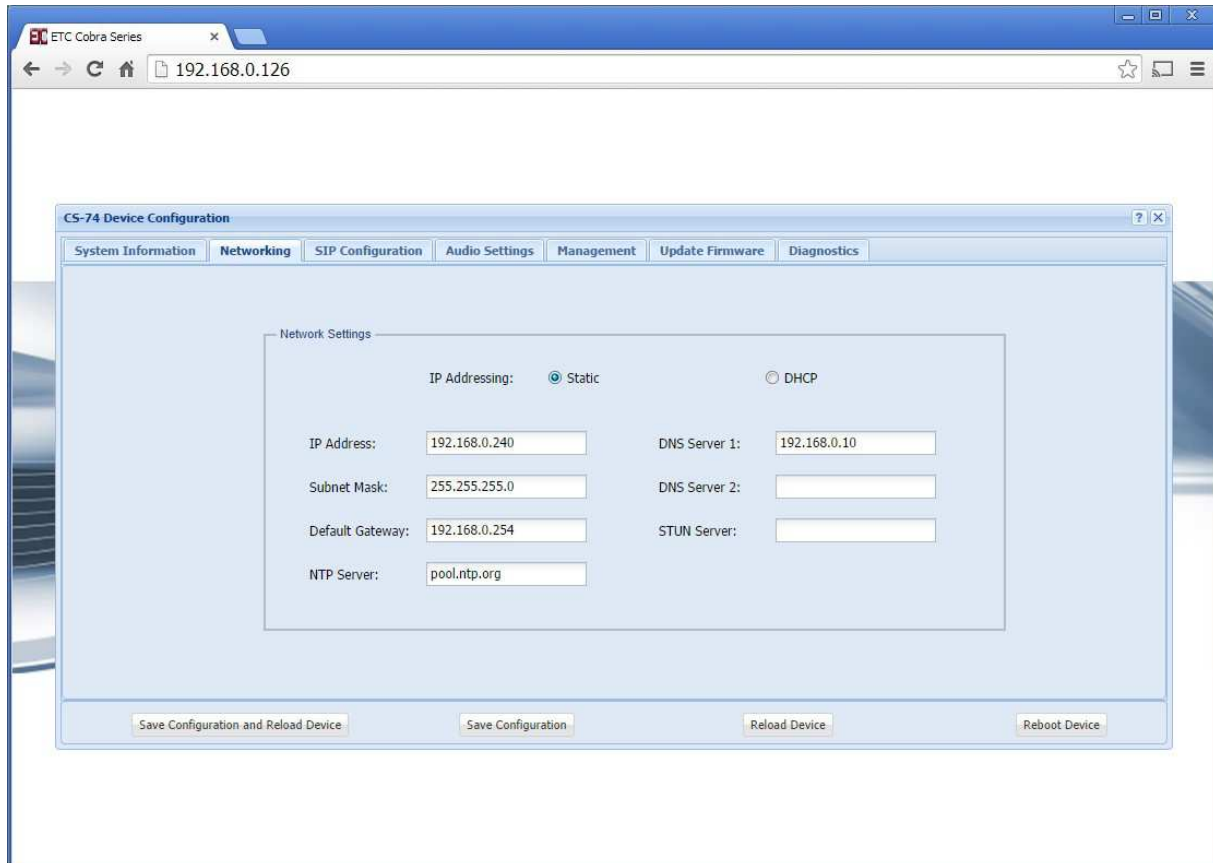 ETC Cobra Series
192.168.0.126
CS-74 Device Configuration
System Information Networking SIP Configuration Audio Settings Management Update Firmware Diagnostics
Network Settings
IP Addressing: Static DHCP
IP Address: 192.168.0.240 DNS Server 1: 192.168.0.10
Subnet Mask: 255.255.255.0 DNS Server 2:
Default Gateway: 192.168.0.254 STUN Server:
NTP Server: pool.ntp.org
Save Configuration and Reload Device Save Configuration Reload Device Reboot Device